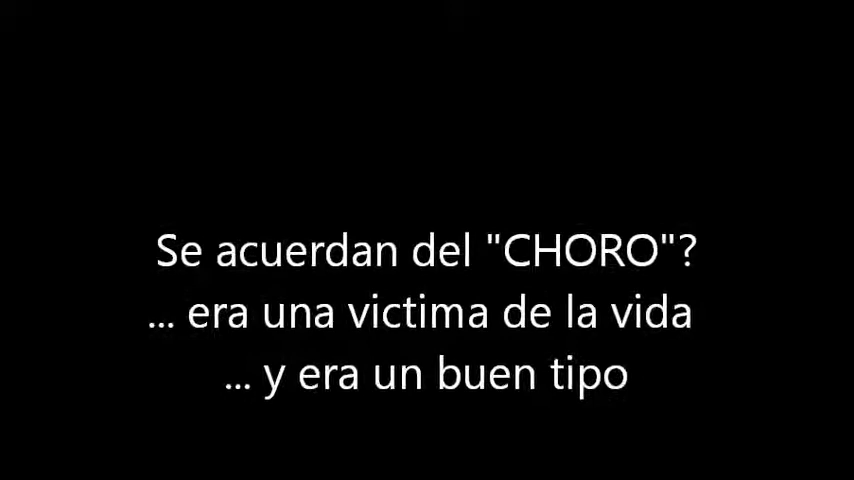 Se acuerdan del "CHORO"?
... era una victima de la vida
... y era un buen tipo